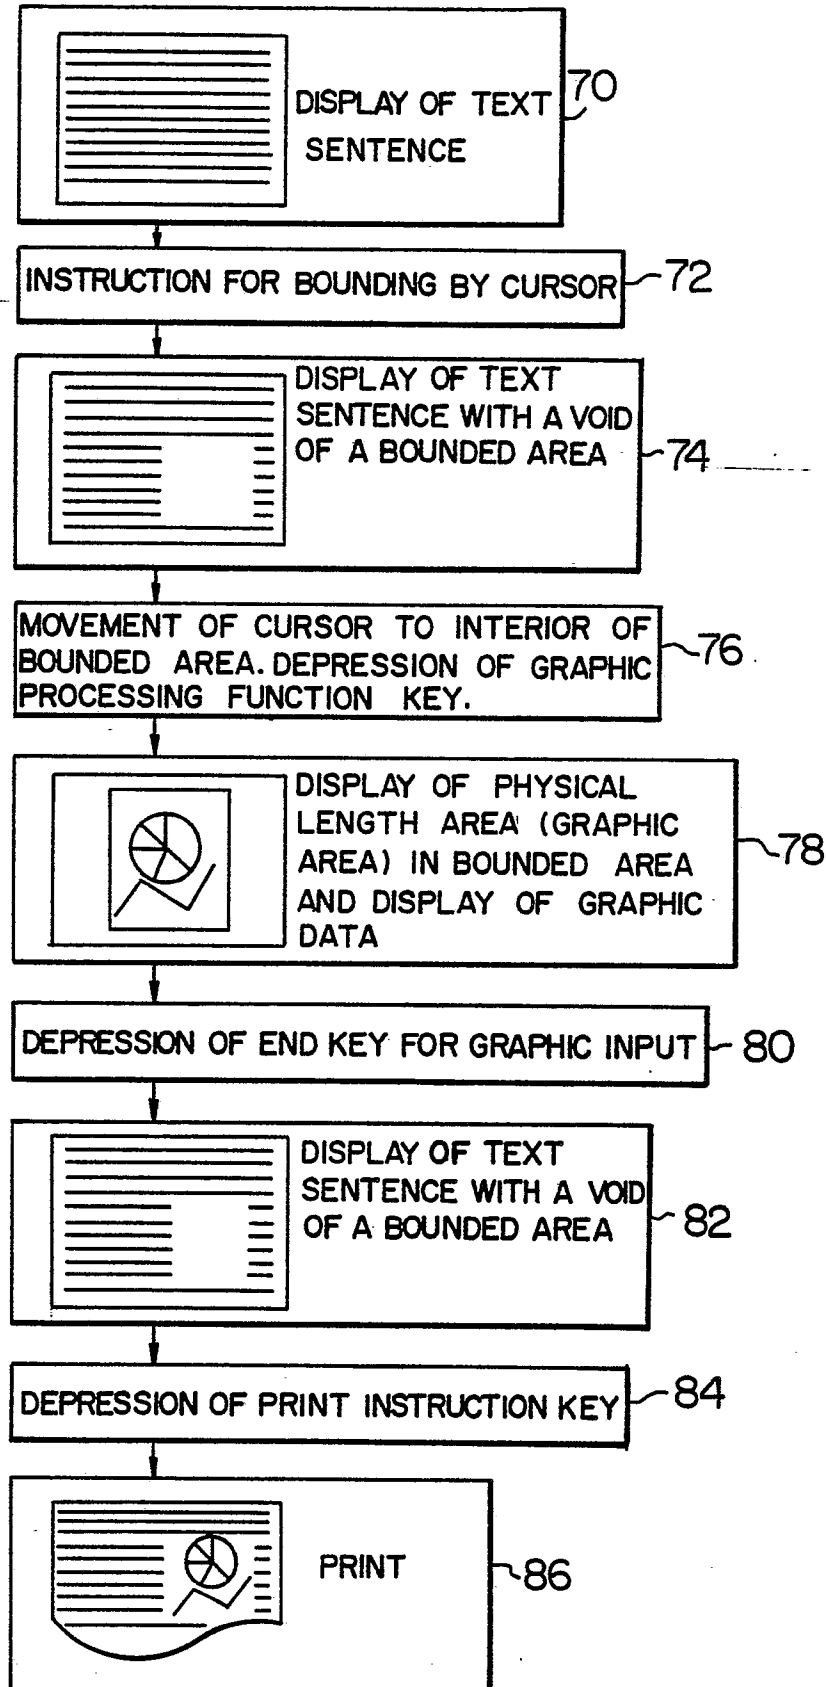 DISPLAY OF TEXT
SENTENCE
70
INSTRUCTION FOR BOUNDING BY CURSOR
72
DISPLAY OF TEXT
SENTENCE WITH A VOID
OF A BOUNDED AREA
74
MOVEMENT OF CURSOR TO INTERIOR OF
BOUNDED AREA. DEPRESSION OF GRAPHIC
PROCESSING FUNCTION KEY.
76
DISPLAY OF PHYSICAL
LENGTH AREA (GRAPHIC
AREA) IN BOUNDED AREA
AND DISPLAY OF GRAPHIC
DATA
78
DEPRESSION OF END KEY FOR GRAPHIC INPUT
80
DISPLAY OF TEXT
SENTENCE WITH A VOID
OF A BOUNDED AREA
82
DEPRESSION OF PRINT INSTRUCTION KEY
84
PRINT
86